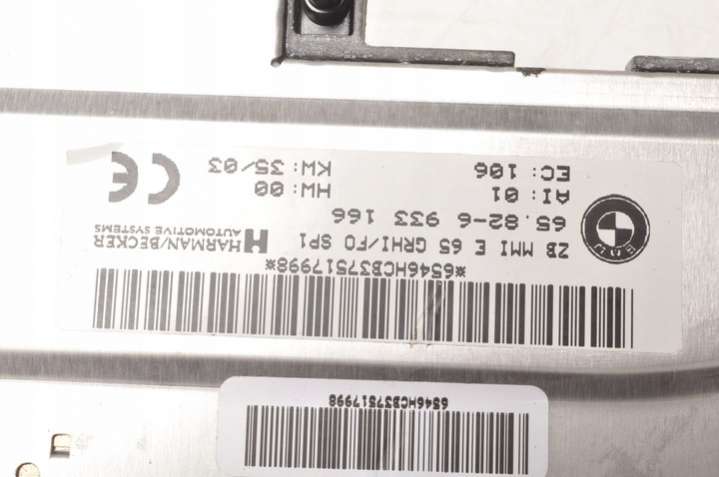 6546HCB37517998
*6546HCB37517998*
ZB MMI E 65 GRHI/FO SP1
65.82-6 933 166
AI:01 HW:00
EC:106 KW:35/03
BMW
H HARMAN/BECKER
AUTOMOTIVE SYSTEMS
CE